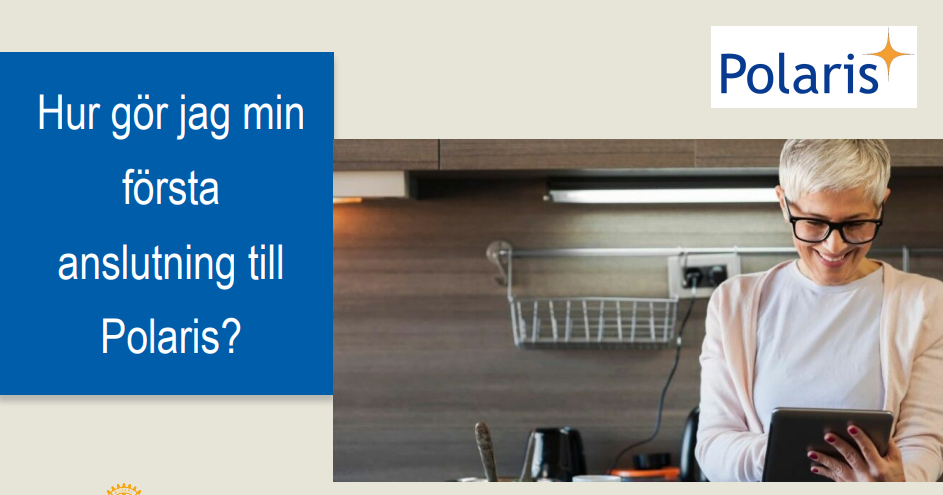 Polaris
Hur gör jag min
första
anslutning till
Polaris?